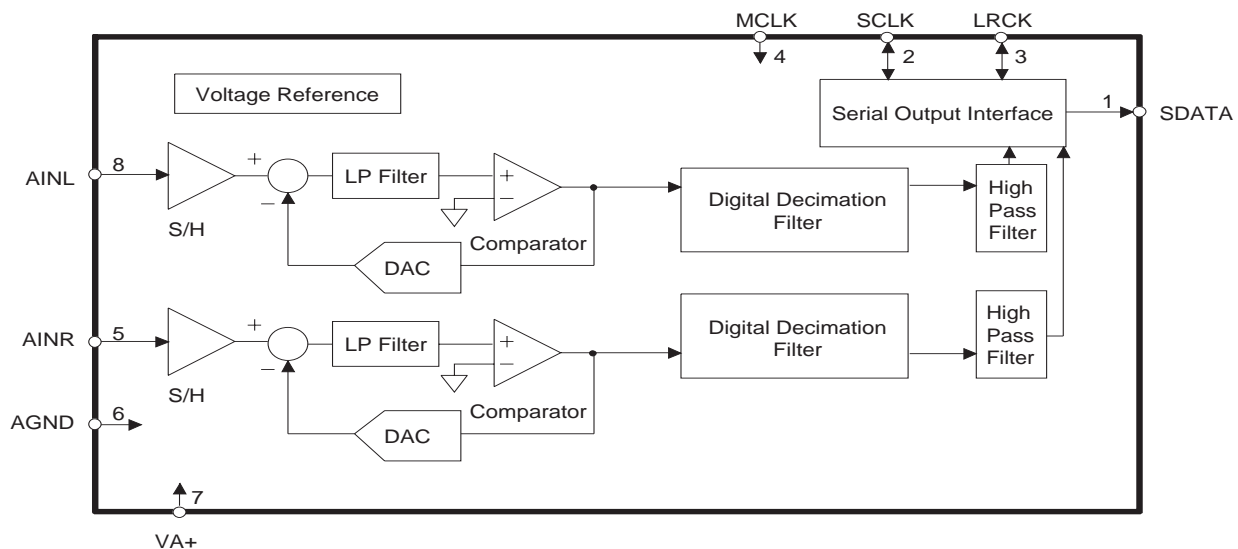 MCLK
SCLK
LRCK
4
2
3
Voltage Reference
Serial Output Interface
1
SDATA
AINL
8
+
−
S/H
LP Filter
+
−
Comparator
DAC
Digital Decimation
Filter
High
Pass
Filter
AINR
5
+
−
S/H
LP Filter
+
−
Comparator
DAC
Digital Decimation
Filter
High
Pass
Filter
AGND
6
7
VA+